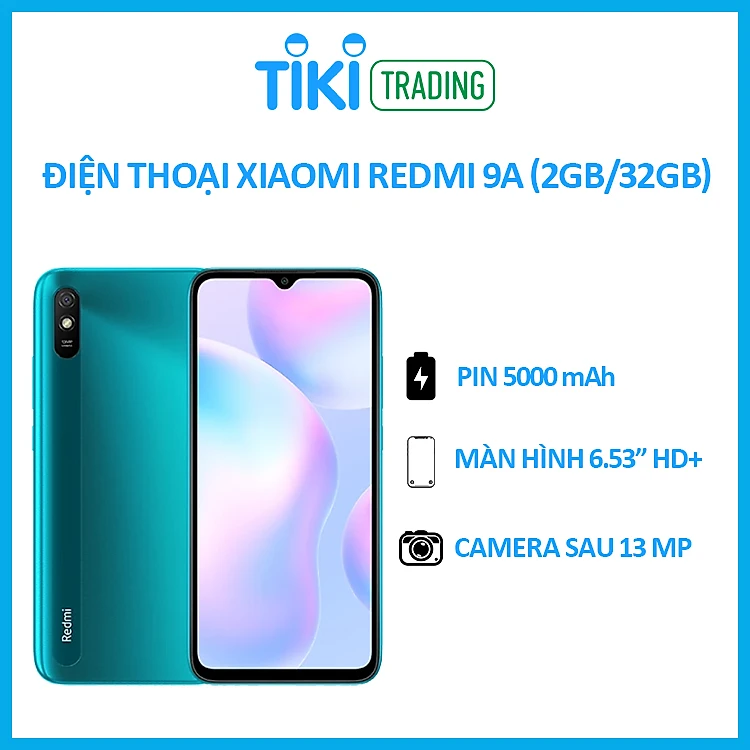 TIKI TRADING
ĐIỆN THOẠI XIAOMI REDMI 9A (2GB/32GB)
PIN 5000 mAh
MÀN HÌNH 6.53” HD+
CAMERA SAU 13 MP
13MP
Redmi